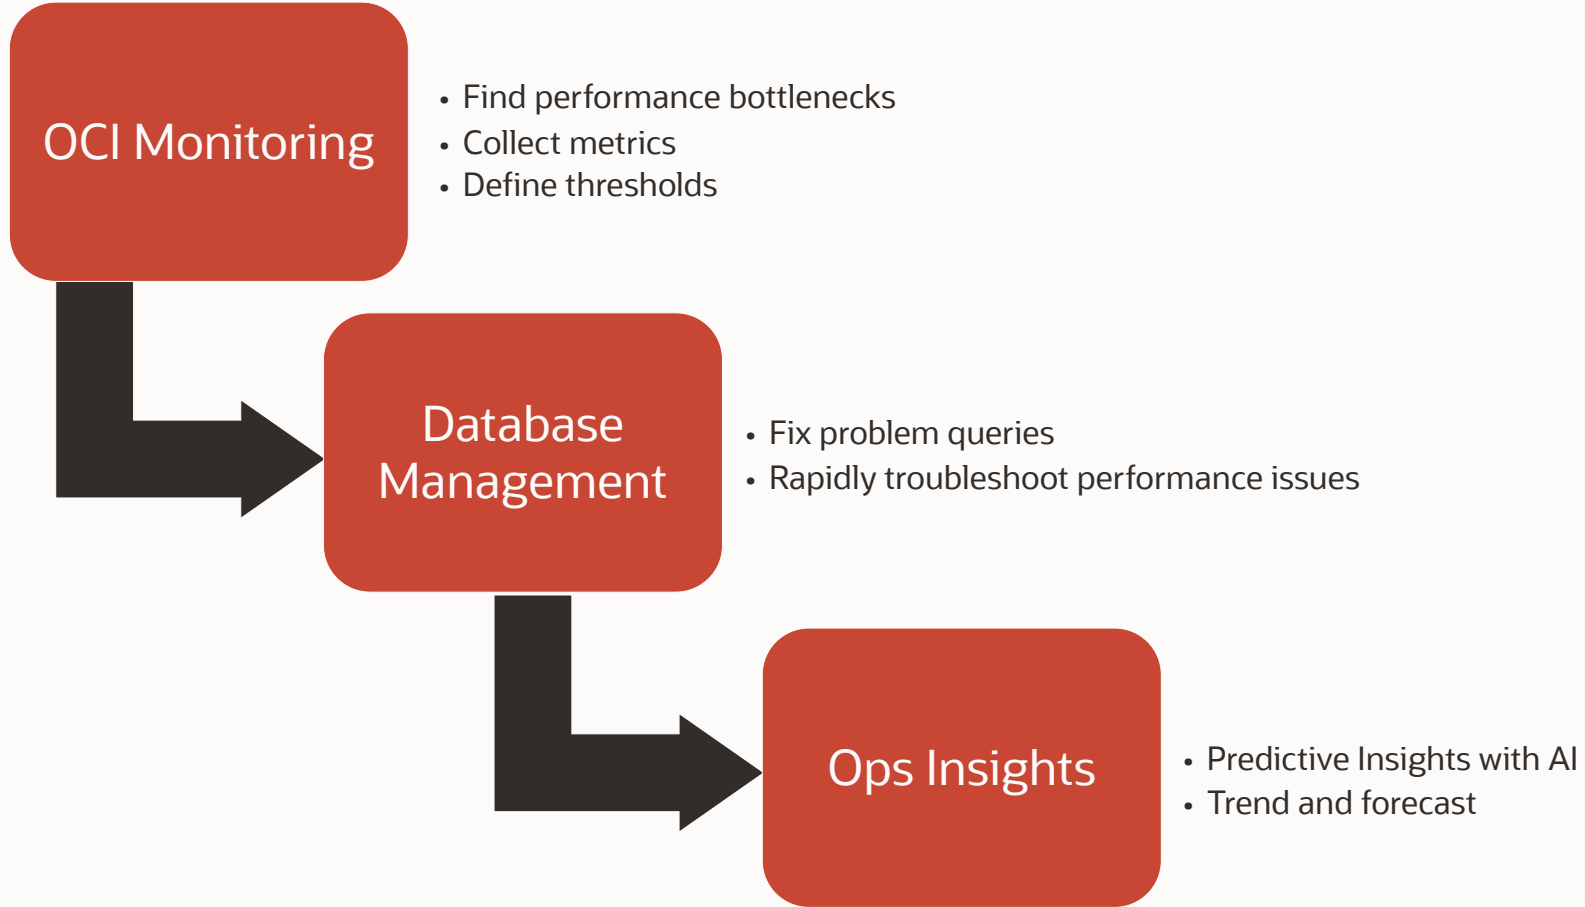 OCI Monitoring
• Find performance bottlenecks
• Collect metrics
• Define thresholds
Database
Management
• Fix problem queries
• Rapidly troubleshoot performance issues
Ops Insights
• Predictive Insights with AI
• Trend and forecast